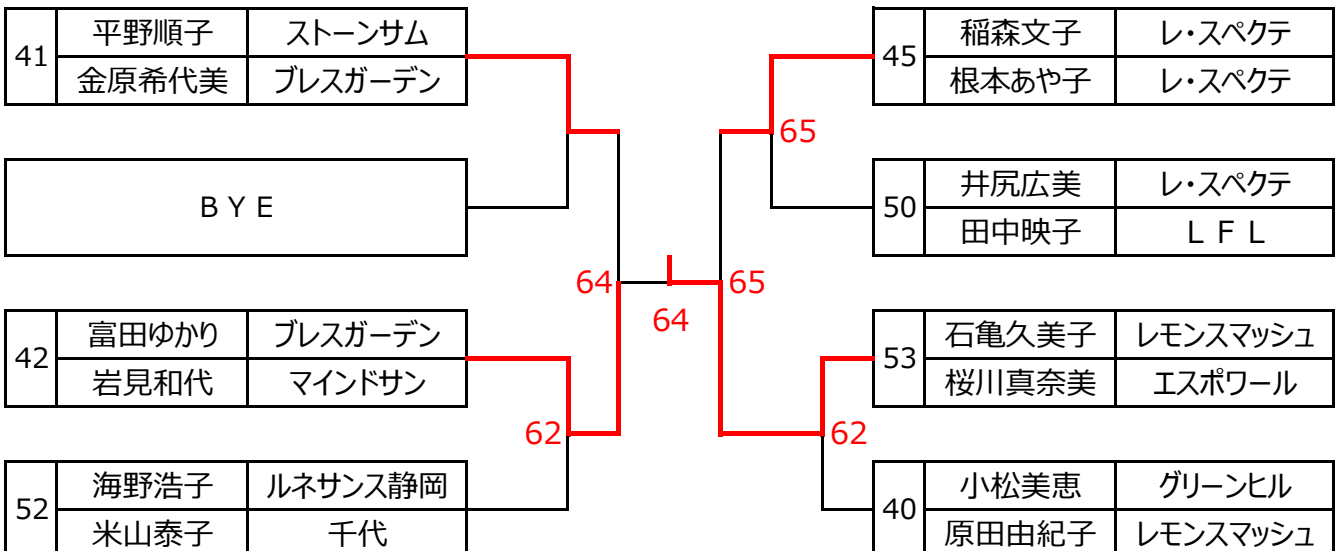 41 平野順子 ストーンサム
金原希代美 ブレスガーデン
BYE
64
42 富田ゆかり ブレスガーデン
岩見和代 マインドサン
62
52 海野浩子 ルネサンス静岡
米山泰子 千代
64
45 稲森文子 レ・スペクテ
根本あや子 レ・スペクテ
65
50 井尻広美 レ・スペクテ
田中映子 LFL
65
53 石亀久美子 レモンスマッシュ
桜川真奈美 エスポワール
62
40 小松美恵 グリーンヒル
原田由紀子 レモンスマッシュ